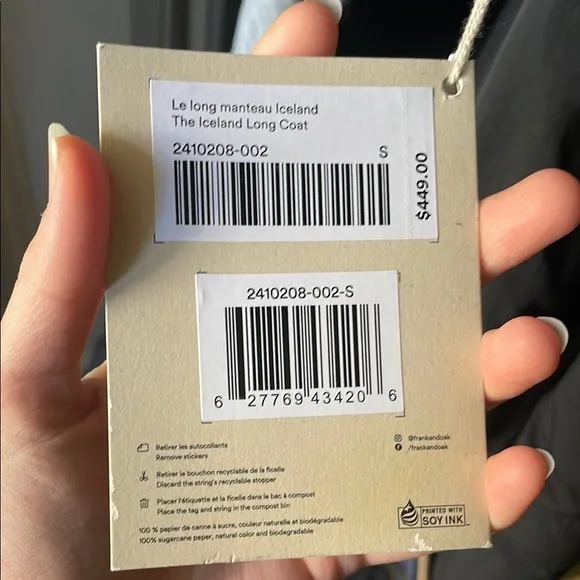 Le long manteau Iceland
The Iceland Long Coat
2410208-002 S
$449.00
2410208-002-S
6 27769 43420 6
Retirer les autocollants
Remove stickers
@frankandoak
/frankandoak
Retirer le bouchon recyclable de la ficelle
Discard the string's recyclable stopper
Placer l'étiquette et la ficelle dans le bac à compost
Place the tag and string in the compost bin
100 % papier de canne à sucre, couleur naturelle et biodégradable
100% sugarcane paper, natural color and biodegradable
PRINTED WITH
SOY INK